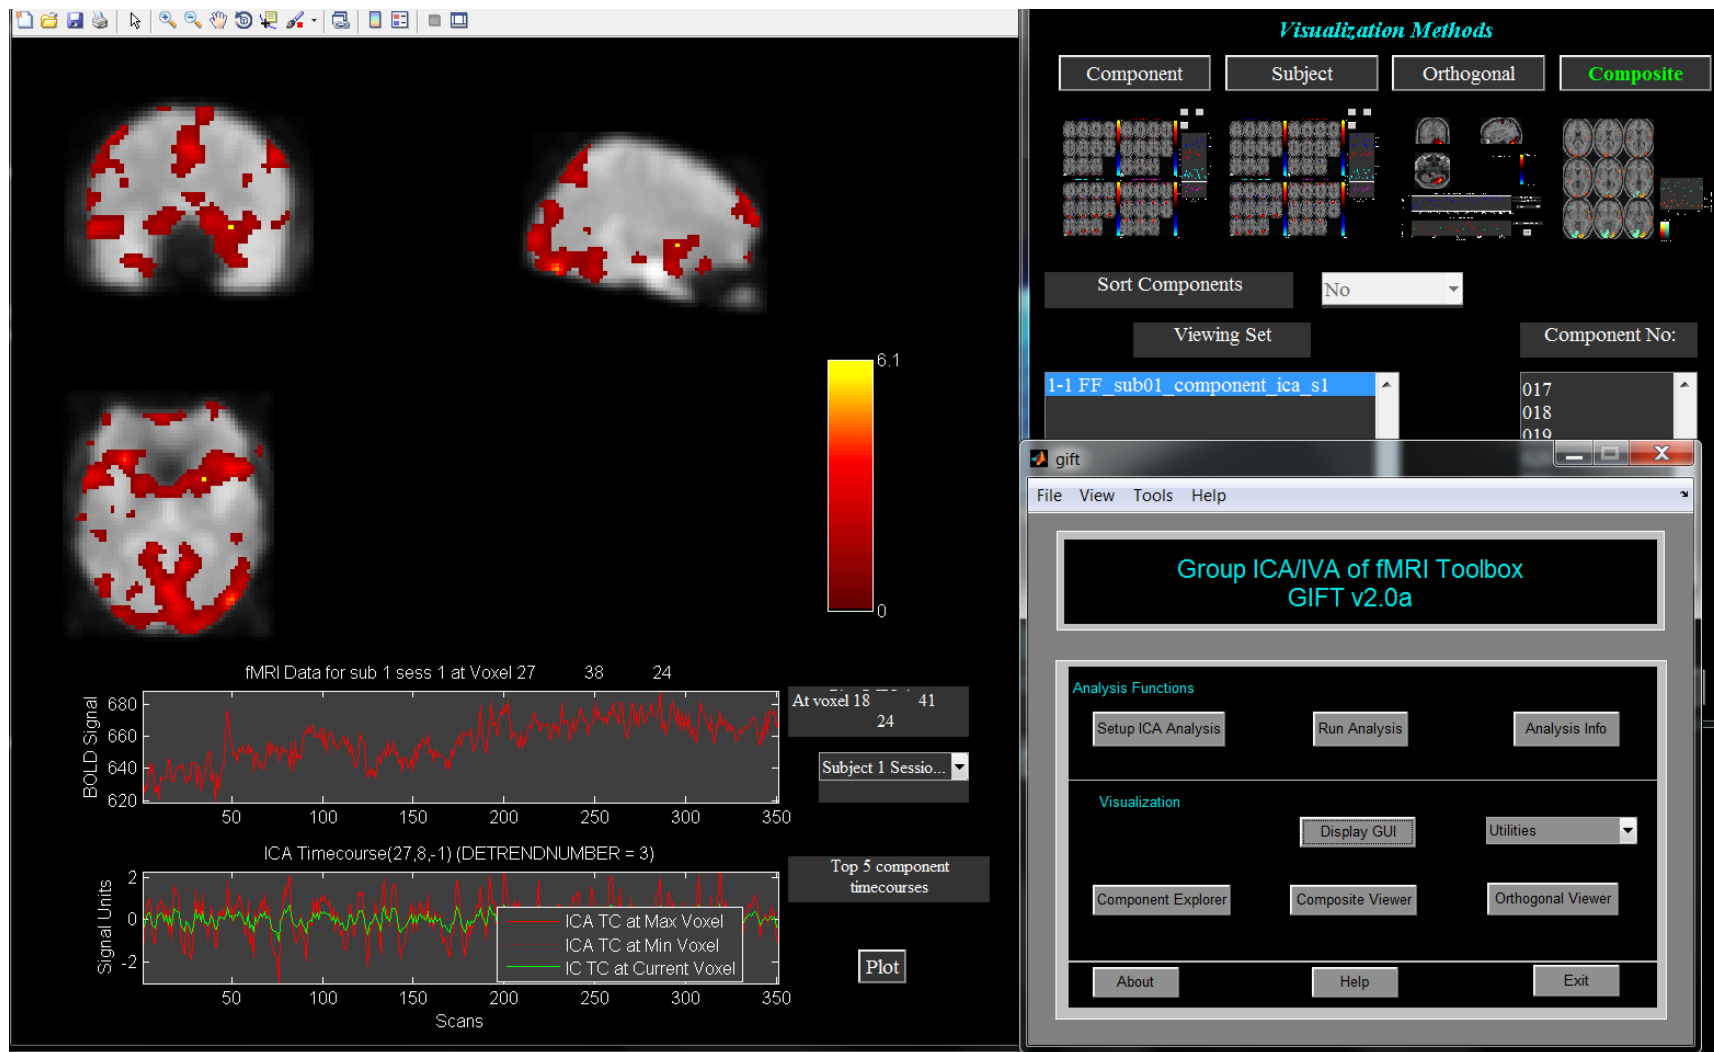 6.1
0
fMRI Data for sub 1 sess 1 at Voxel 27 38 24
BOLD Signal
680
660
640
620
50 100 150 200 250 300 350
At voxel 18 41
24
Subject 1 Sessio...
ICA Timecourse(27,8,-1) (DETRENDNUMBER = 3)
Signal Units
2
0
-2
ICA TC at Max Voxel
ICA TC at Min Voxel
IC TC at Current Voxel
50 100 150 200 250 300 350
Scans
Top 5 component
timecourses
Plot
Visualization Methods
Component Subject Orthogonal Composite
Sort Components No
Viewing Set Component No:
1-1 FF_sub01_component_ica_s1
017
018
019
gift
File View Tools Help
Group ICA/IVA of fMRI Toolbox
GIFT v2.0a
Analysis Functions
Setup ICA Analysis Run Analysis Analysis Info
Visualization
Display GUI Utilities
Component Explorer Composite Viewer Orthogonal Viewer
About Help Exit